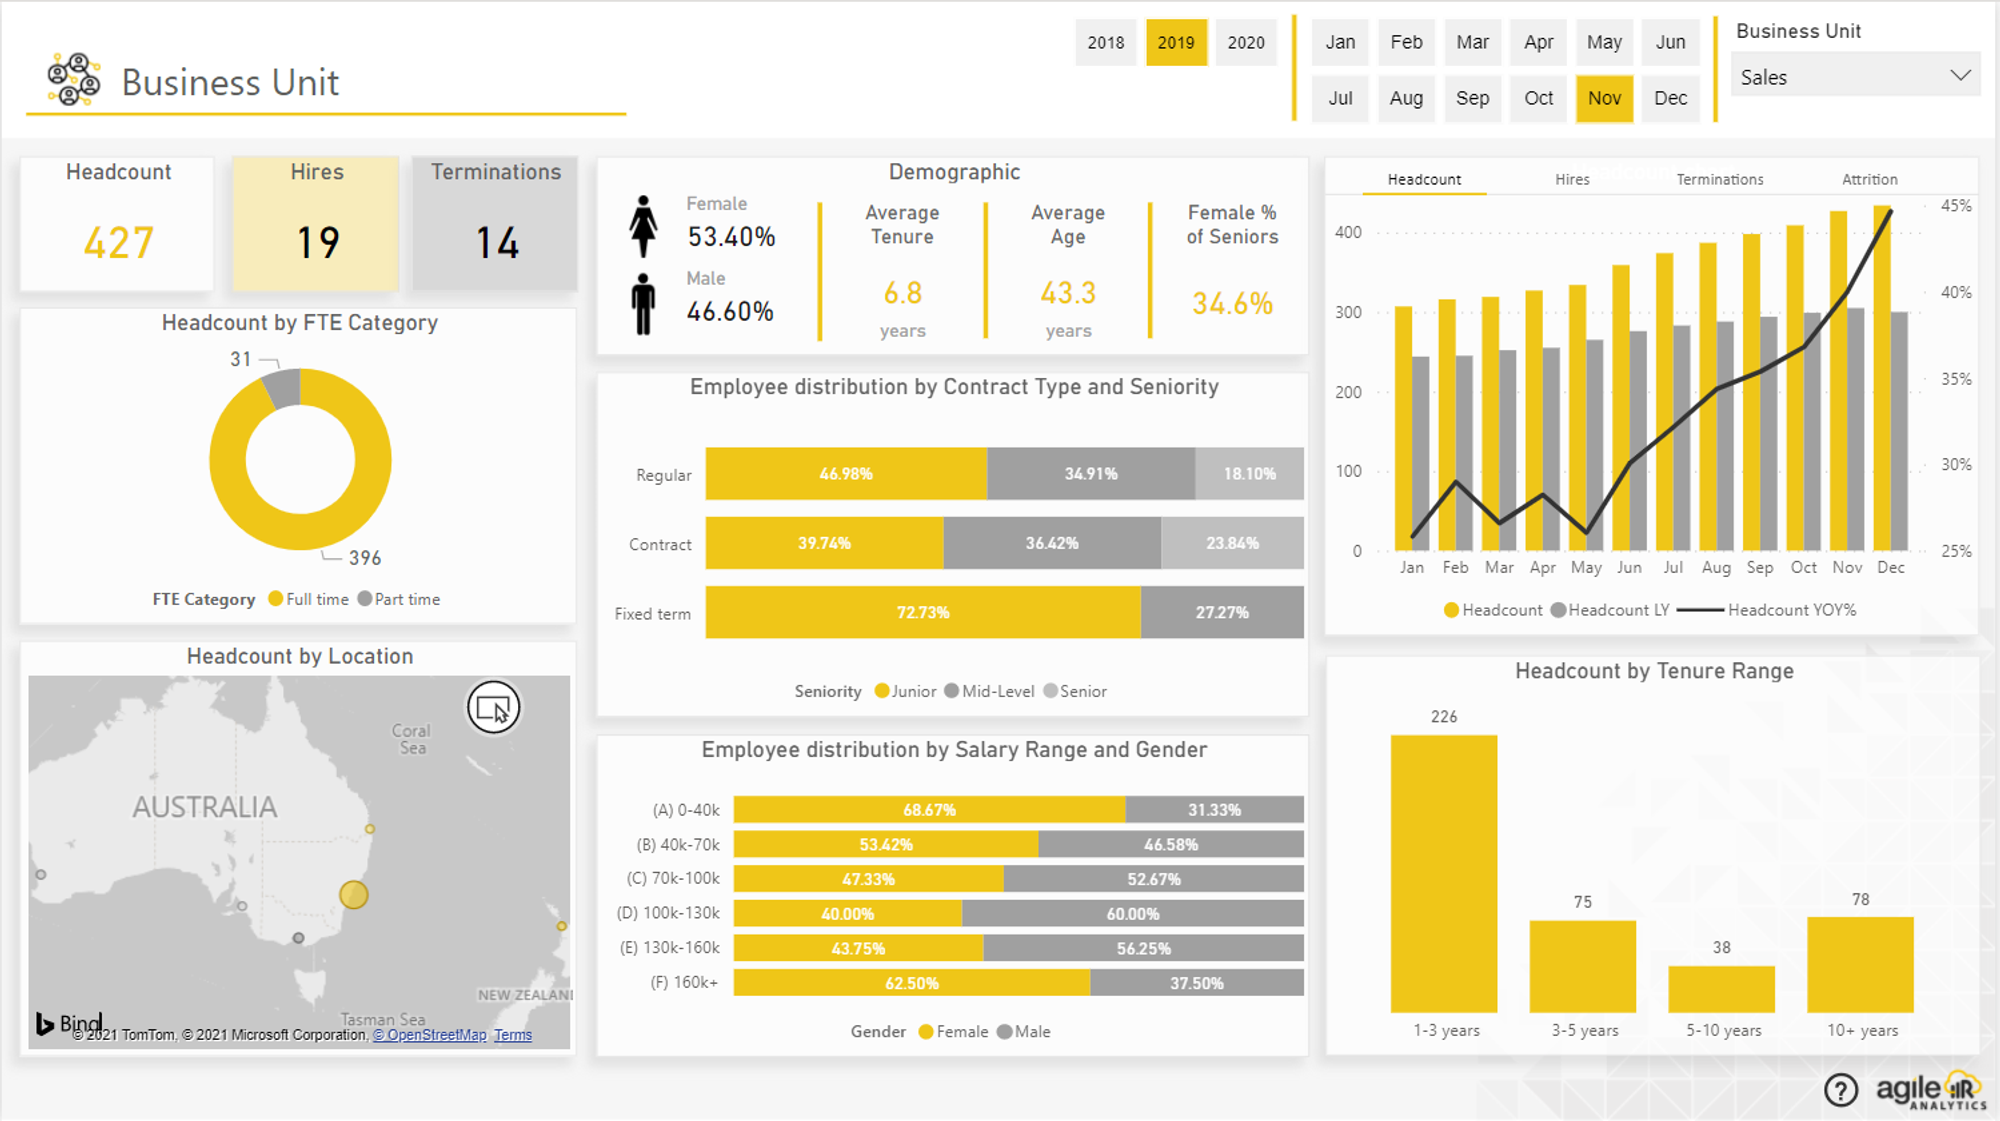 Business Unit
2018 2019 2020
Jan Feb Mar Apr May Jun
Jul Aug Sep Oct Nov Dec
Business Unit
Sales
Headcount
427
Hires
19
Terminations
14
Headcount by FTE Category
31
396
FTE Category Full time Part time
Headcount by Location
AUSTRALIA
Coral
Sea
NEW ZEALAN
Tasman Sea
Bing
© 2021 TomTom, © 2021 Microsoft Corporation, © OpenStreetMap Terms
Demographic
Female
53.40%
Male
46.60%
Average
Tenure
6.8
years
Average
Age
43.3
years
Female %
of Seniors
34.6%
Employee distribution by Contract Type and Seniority
Regular 46.98% 34.91% 18.10%
Contract 39.74% 36.42% 23.84%
Fixed term 72.73% 27.27%
Seniority Junior Mid-Level Senior
Employee distribution by Salary Range and Gender
(A) 0-40k 68.67% 31.33%
(B) 40k-70k 53.42% 46.58%
(C) 70k-100k 47.33% 52.67%
(D) 100k-130k 40.00% 60.00%
(E) 130k-160k 43.75% 56.25%
(F) 160k+ 62.50% 37.50%
Gender Female Male
Headcount Hires Terminations Attrition
45%
400
40%
300
35%
200
30%
100
0 25%
Jan Feb Mar Apr May Jun Jul Aug Sep Oct Nov Dec
Headcount Headcount LY Headcount YOY%
Headcount by Tenure Range
226
75
38
78
1-3 years 3-5 years 5-10 years 10+ years
?
agile R
ANALYTICS